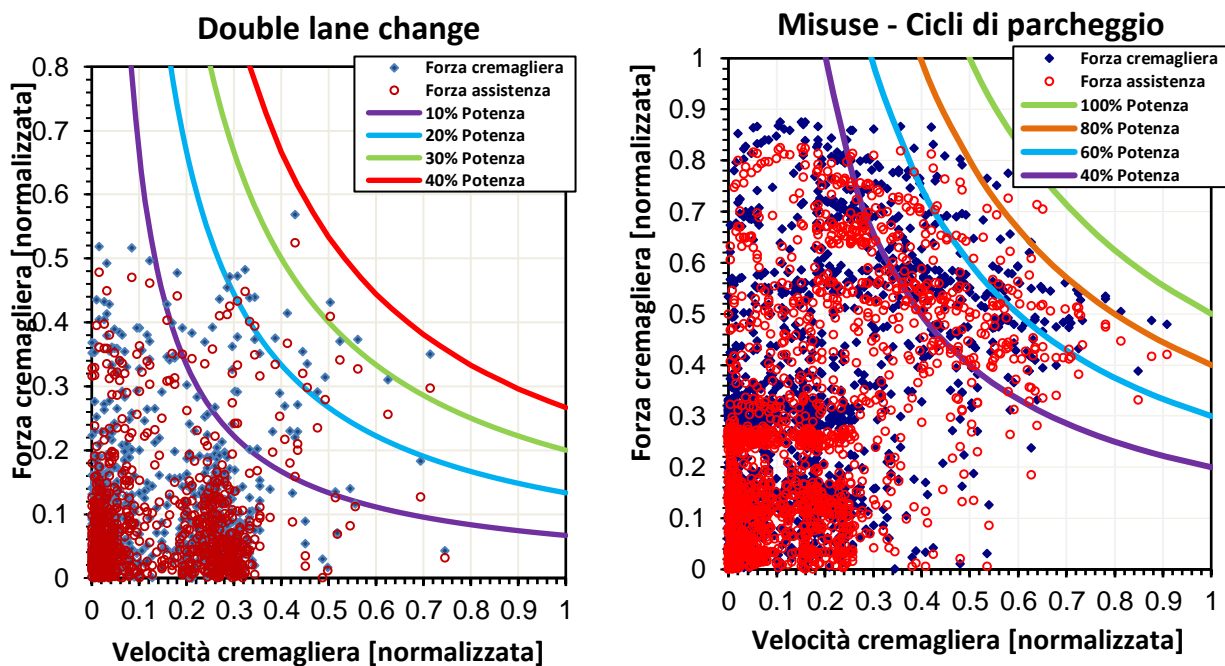 Double lane change
Forza cremagliera [normalizzata]
0.8
0.7
0.6
0.5
0.4
0.3
0.2
0.1
0
Forza cremagliera
Forza assistenza
10% Potenza
20% Potenza
30% Potenza
40% Potenza
0 0.1 0.2 0.3 0.4 0.5 0.6 0.7 0.8 0.9 1
Velocità cremagliera [normalizzata]
Misuse - Cicli di parcheggio
Forza cremagliera [normalizzata]
1
0.9
0.8
0.7
0.6
0.5
0.4
0.3
0.2
0.1
0
Forza cremagliera
Forza assistenza
100% Potenza
80% Potenza
60% Potenza
40% Potenza
0 0.1 0.2 0.3 0.4 0.5 0.6 0.7 0.8 0.9 1
Velocità cremagliera [normalizzata]